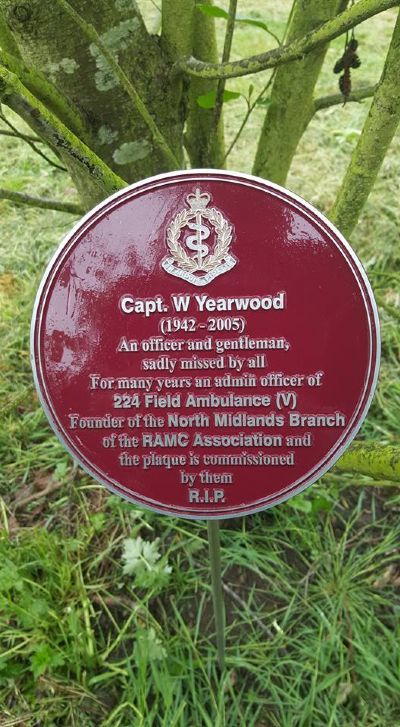 Capt. W Yearwood
(1942 - 2005)
An officer and gentleman,
sadly missed by all
For many years an admin officer of
224 Field Ambulance (V)
Founder of the North Midlands Branch
of the RAMC Association and
the plaque is commissioned
by them
R.I.P.